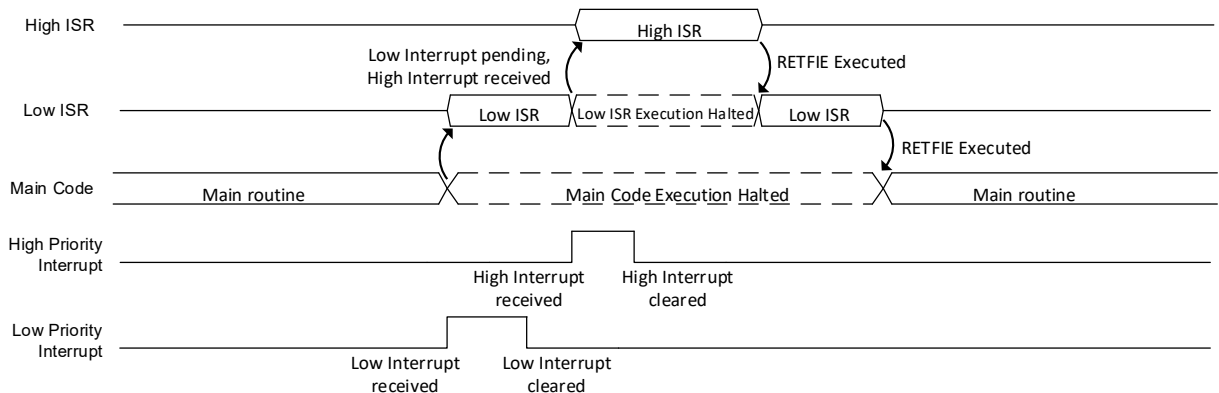 High ISR
High ISR
Low Interrupt pending,
High Interrupt received
RETFIE Executed
Low ISR
Low ISR
Low ISR Execution Halted
Low ISR
RETFIE Executed
Main Code
Main routine
Main Code Execution Halted
Main routine
High Priority
Interrupt
High Interrupt
received
High Interrupt
cleared
Low Priority
Interrupt
Low Interrupt
received
Low Interrupt
cleared